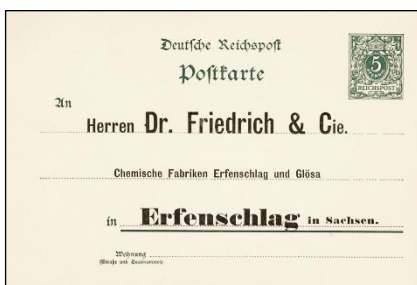 Deutsche Reichspost
Postkarte
5
REICHSPOST
An
Herren Dr. Friedrich & Cie.
Chemische Fabriken Erfenschlag und Glösa
in Erfenschlag in Sachsen.
Wohnung
(Straße und Hausnummer)